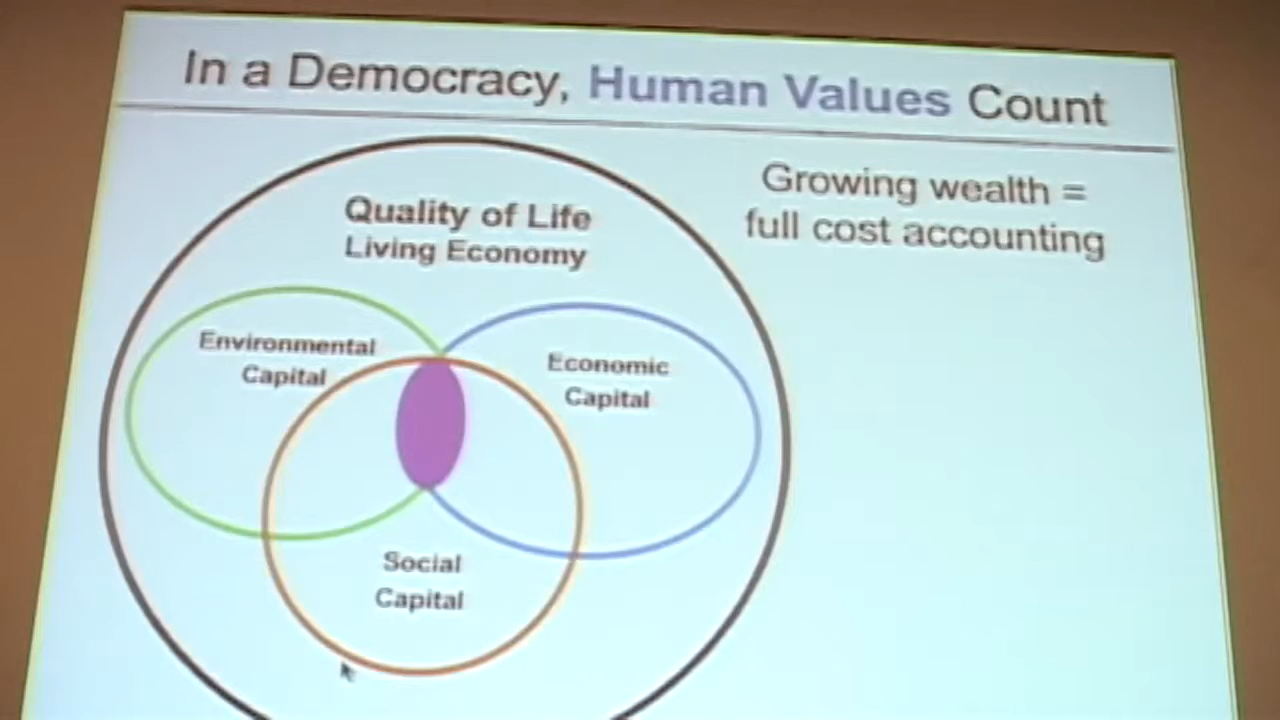 In a Democracy, Human Values Count
Growing wealth =
full cost accounting
Quality of Life
Living Economy
Environmental
Capital
Economic
Capital
Social
Capital